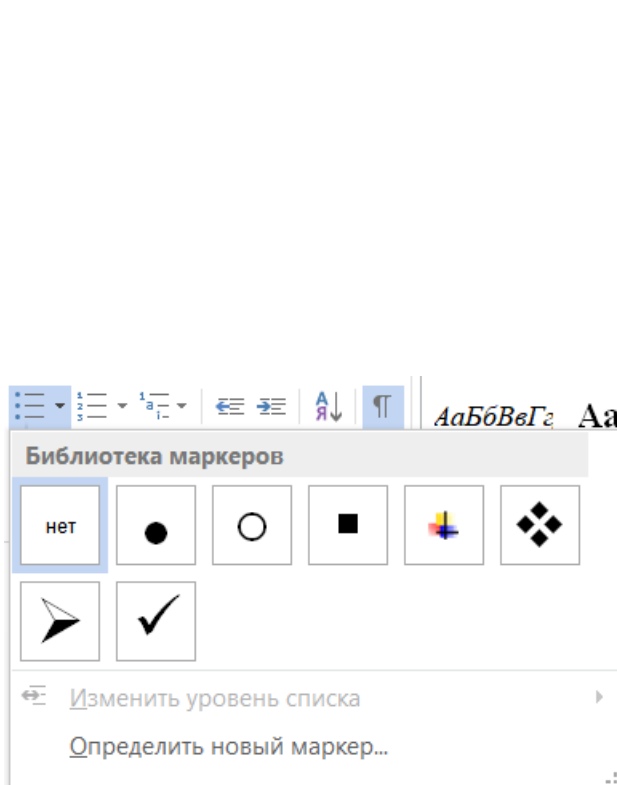 АаБбВвГг Аа
Библиотека маркеров
нет
Изменить уровень списка
Определить новый маркер...